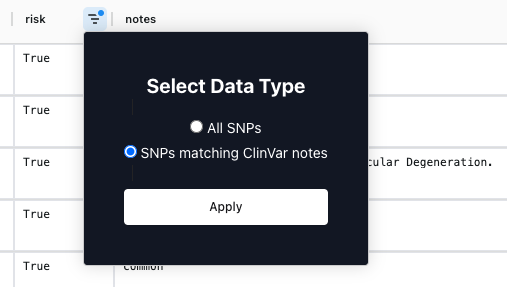 risk notes
True
Select Data Type
True
All SNPs
SNPs matching ClinVar notes
True cular Degeneration.
Apply
True
True common